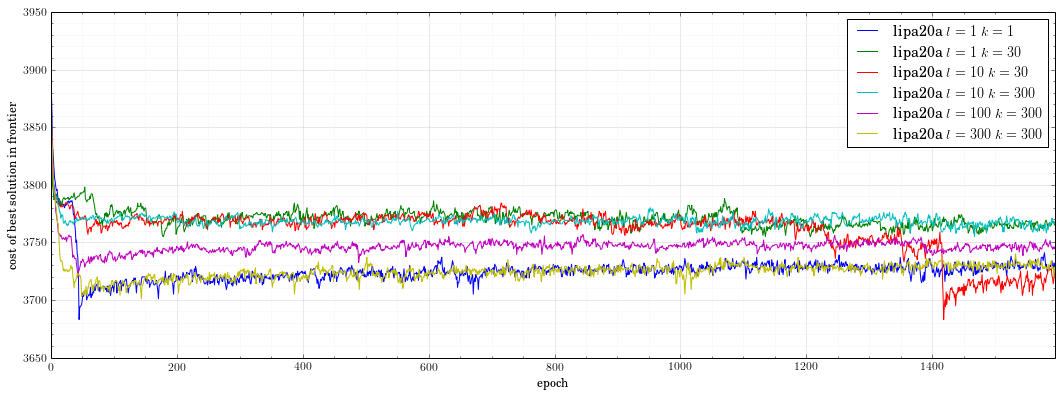 3950
3900
3850
3800
3750
3700
3650
cost of best solution in frontier
0 200 400 600 800 1000 1200 1400
epoch
lipa20a l = 1 k = 1
lipa20a l = 1 k = 30
lipa20a l = 10 k = 30
lipa20a l = 10 k = 300
lipa20a l = 100 k = 300
lipa20a l = 300 k = 300